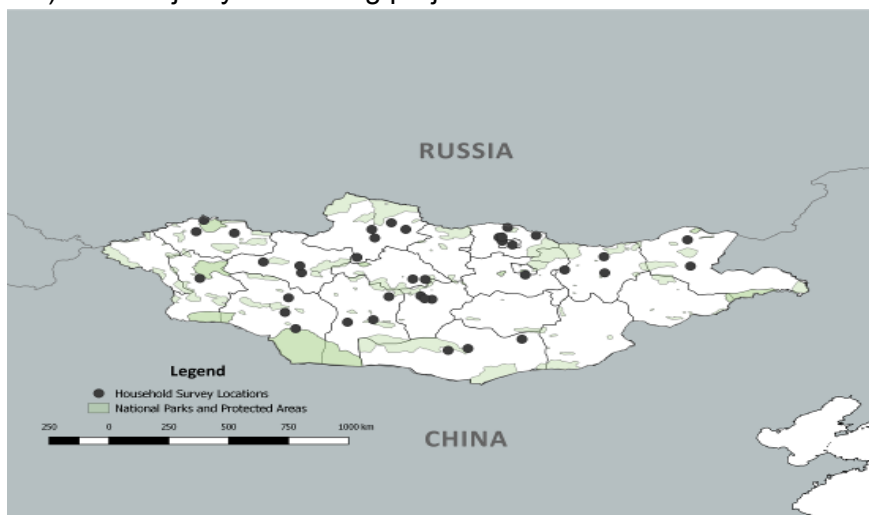 RUSSIA
Legend
Household Survey Locations
National Parks and Protected Areas
250 0 250 500 750 1000 km
CHINA